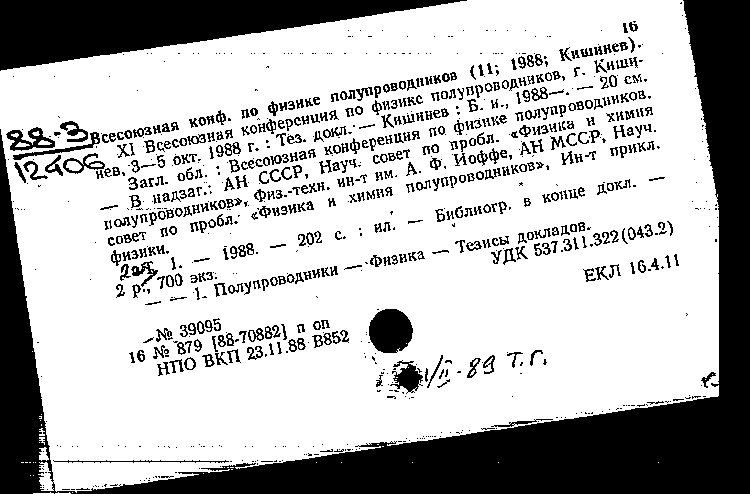 16
88-3
12406
Всесоюзная конф. по физике полупроводников (11; 1988; Кишинев).
XI Всесоюзная конференция по физике полупроводников, г. Киши-
нев, 3—5 окт. 1988 г. : Тез. докл. — Кишинев : Б. и., 1988—. — 20 см.
Загл. обл. : Всесоюзная конференция по физике полупроводников.
— В надзаг.: АН СССР, Науч. совет по пробл. «Физика и химия
полупроводников», Физ.-техн. ин-т им. А. Ф. Иоффе, АН МССР, Науч.
совет по пробл. «Физика и химия полупроводников», Ин-т прикл.
физики.
1. — 1988. — 202 с. : ил. — Библиогр. в конце докл. —
2 р., 700 экз.
— — 1. Полупроводники — Физика — Тезисы докладов.
УДК 537.311.322(043.2)
ЕКЛ 16.4.11
№ 39095
16 № 879 [88-70882] п оп
НПО ВКП 23.11.88 В852
1/II-89 Т.Г.